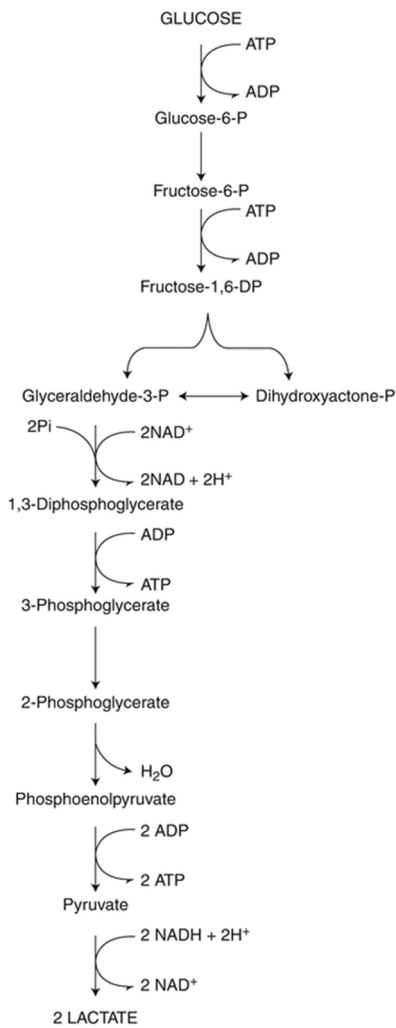 GLUCOSE
ATP
ADP
Glucose-6-P
Fructose-6-P
ATP
ADP
Fructose-1,6-DP
Glyceraldehyde-3-P
Dihydroxyactone-P
2Pi
2NAD⁺
2NAD + 2H⁺
1,3-Diphosphoglycerate
ADP
ATP
3-Phosphoglycerate
2-Phosphoglycerate
H₂O
Phosphoenolpyruvate
2 ADP
2 ATP
Pyruvate
2 NADH + 2H⁺
2 NAD⁺
2 LACTATE